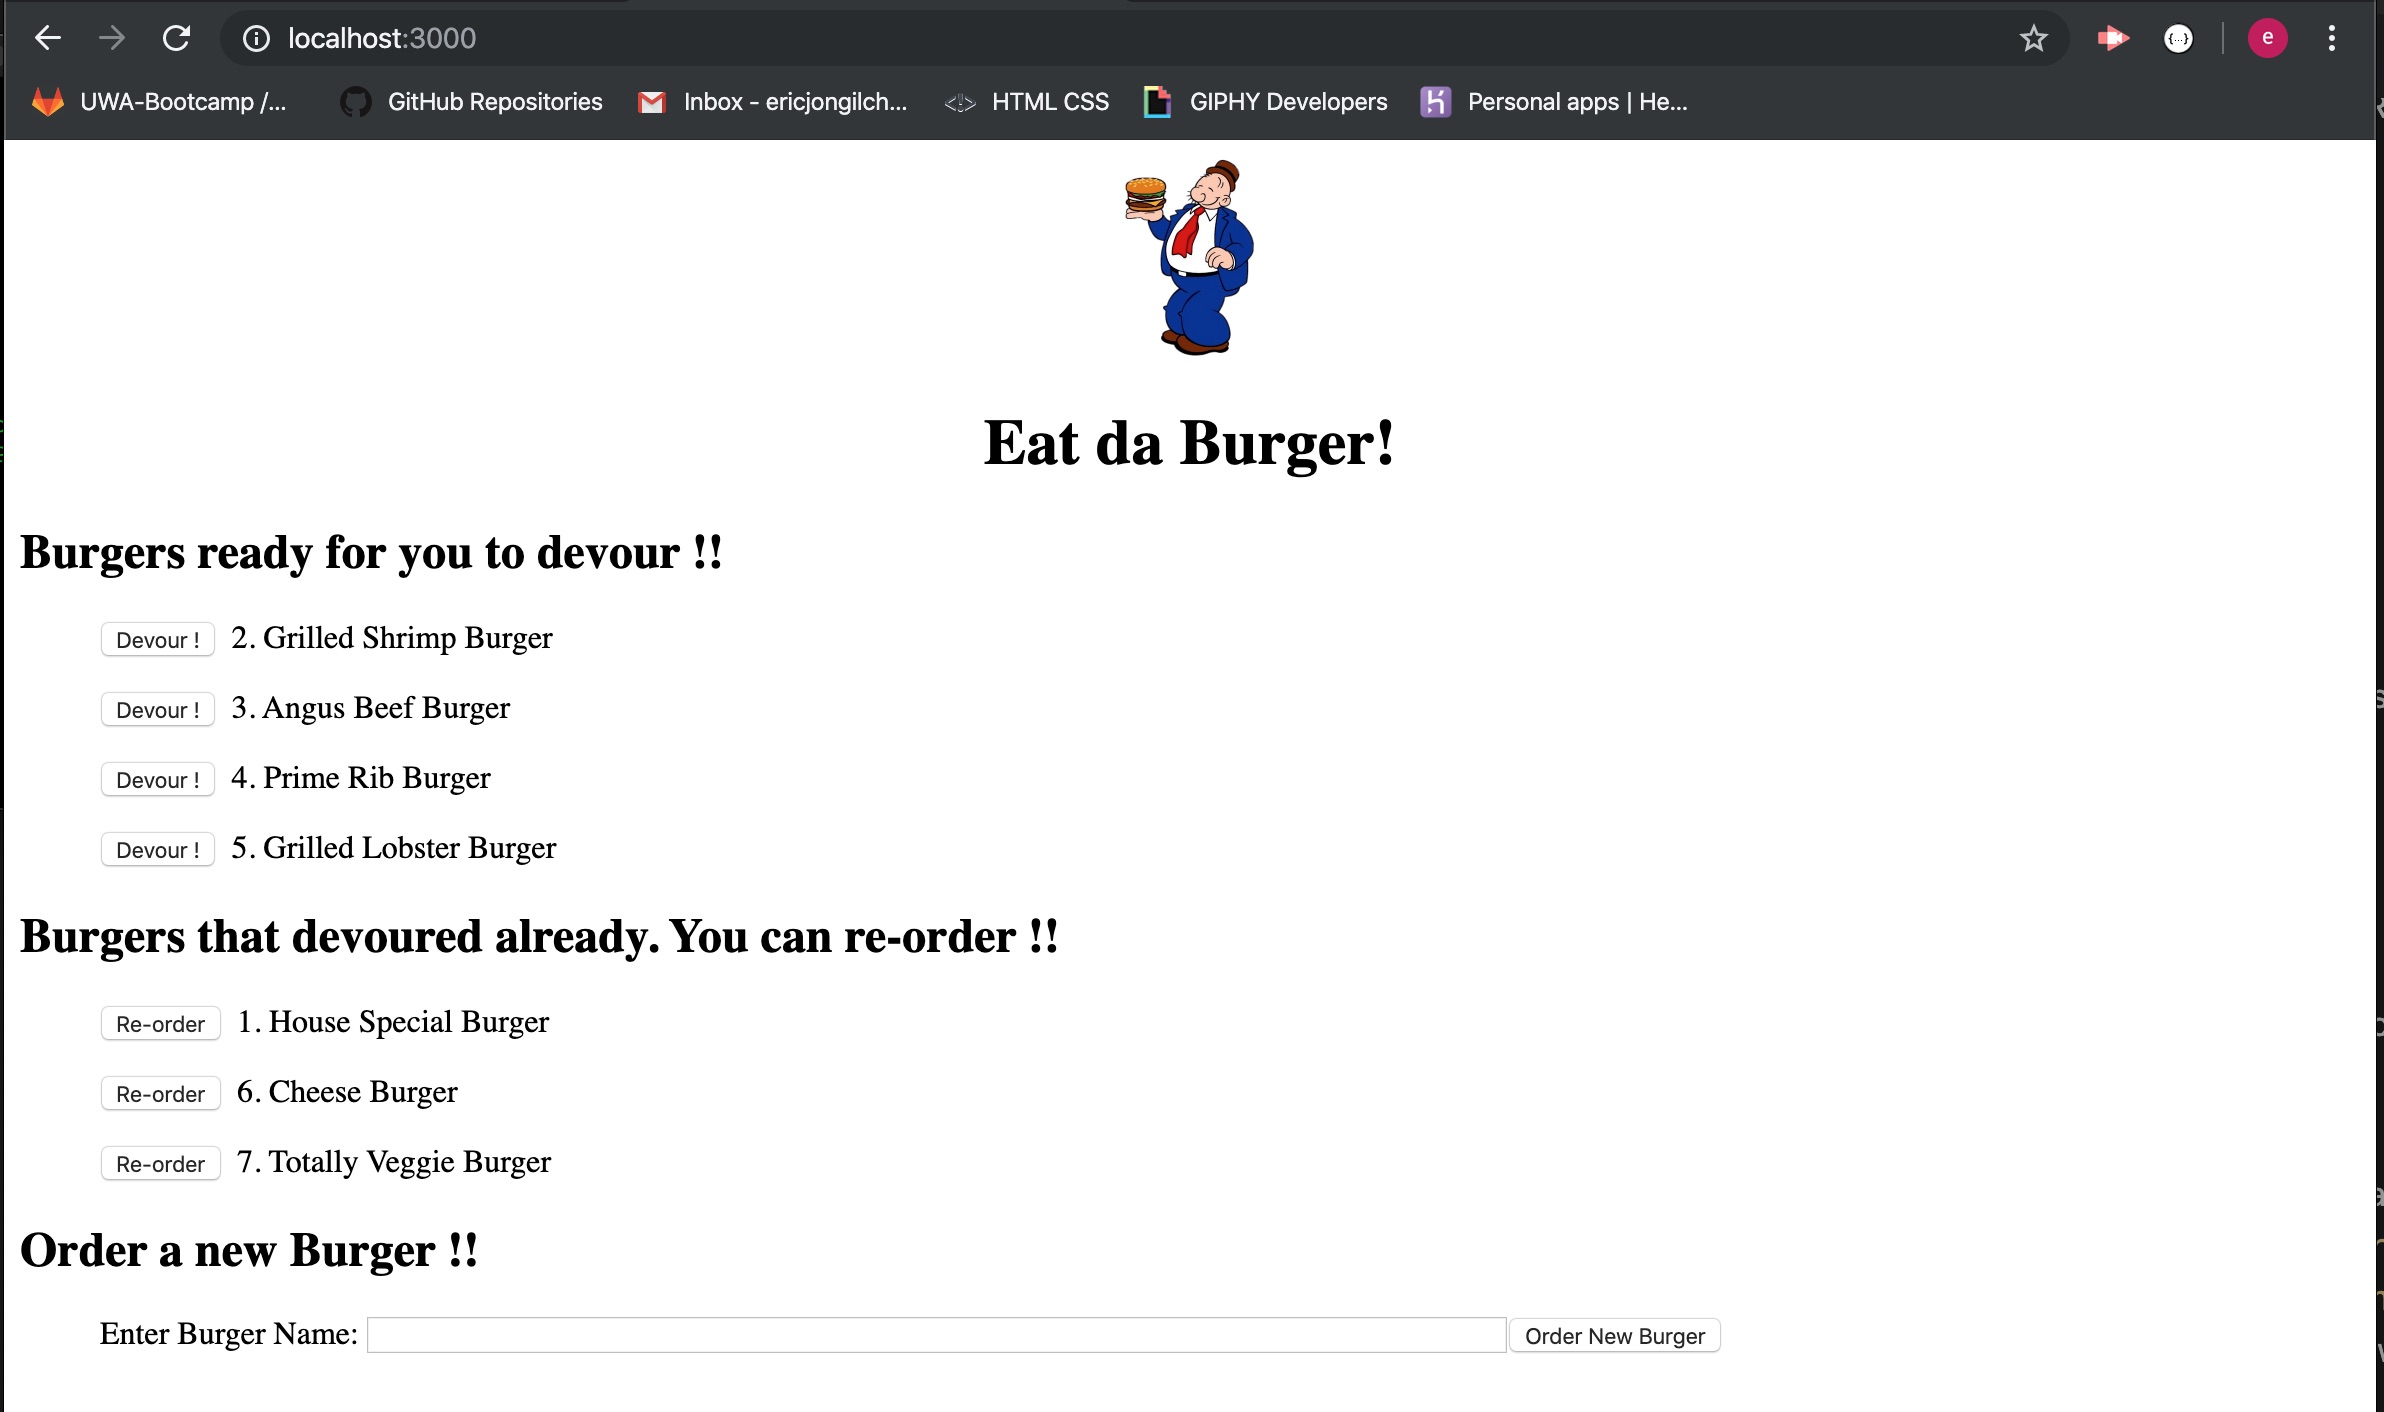 localhost:3000
e
UWA-Bootcamp /... GitHub Repositories Inbox - ericjongilch... HTML CSS GIPHY Developers Personal apps | He...
Eat da Burger!
Burgers ready for you to devour !!
Devour ! 2. Grilled Shrimp Burger
Devour ! 3. Angus Beef Burger
Devour ! 4. Prime Rib Burger
Devour ! 5. Grilled Lobster Burger
Burgers that devoured already. You can re-order !!
Re-order 1. House Special Burger
Re-order 6. Cheese Burger
Re-order 7. Totally Veggie Burger
Order a new Burger !!
Enter Burger Name: Order New Burger